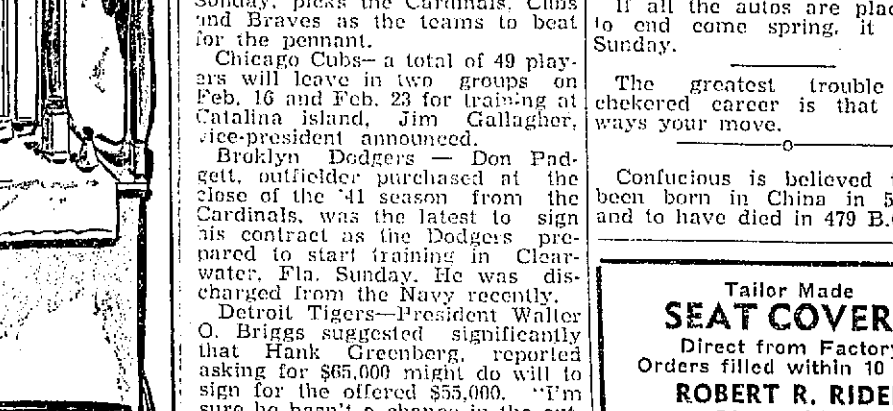 Sunday, picks the Cardinals, Cubs
and Braves as the teams to beat
for the pennant.
Chicago Cubs— a total of 49 play-
ers will leave in two groups on
Feb. 16 and Feb. 23 for training at
Catalina island, Jim Gallagher,
vice-president announced.
Broklyn Dodgers — Don Pad-
gett, outfielder purchased at the
close of the '41 season from the
Cardinals, was the latest to sign
his contract as the Dodgers pre-
pared to start training in Clear-
water, Fla. Sunday. He was dis-
charged from the Navy recently.
Detroit Tigers—President Walter
O. Briggs suggested significantly
that Hank Greenberg, reported
asking for $65,000 might do will to
sign for the offered $55,000. "I'm
sure he hasn't a chance in the
If all the autos are plac
to end come spring, it
Sunday.
The greatest trouble
chekered career is that
ways your move.
Confucious is believed t
been born in China in 5
and to have died in 479 B.C
Tailor Made
SEAT COVER
Direct from Factory
Orders filled within 10
ROBERT R. RIDE